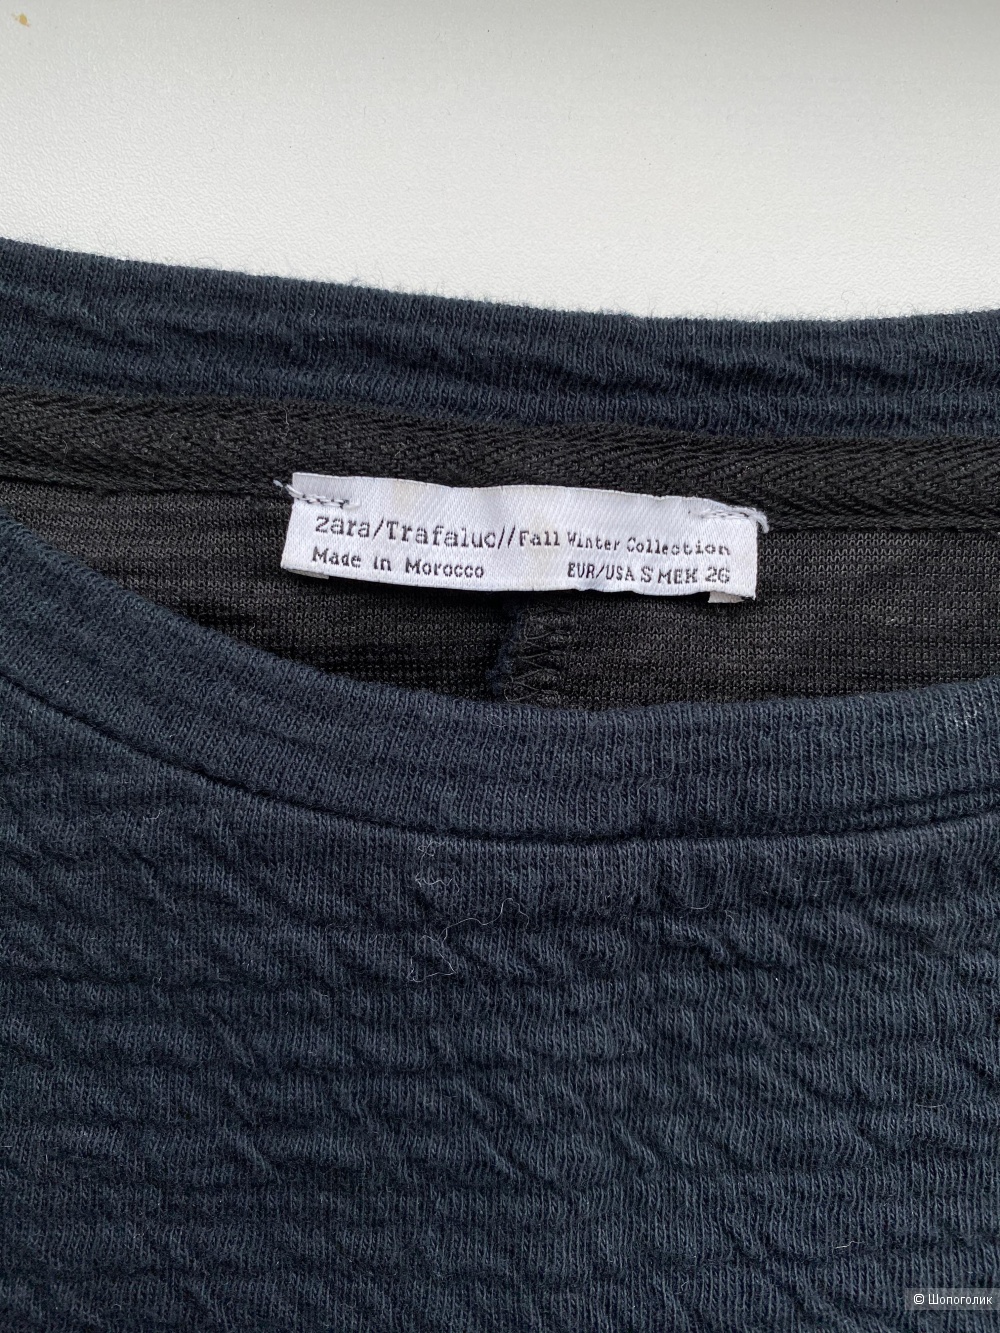 zara/Trafaluc//Fall Winter Collection
Made in Morocco EUR/USA S MEX 26
© Шопоголик